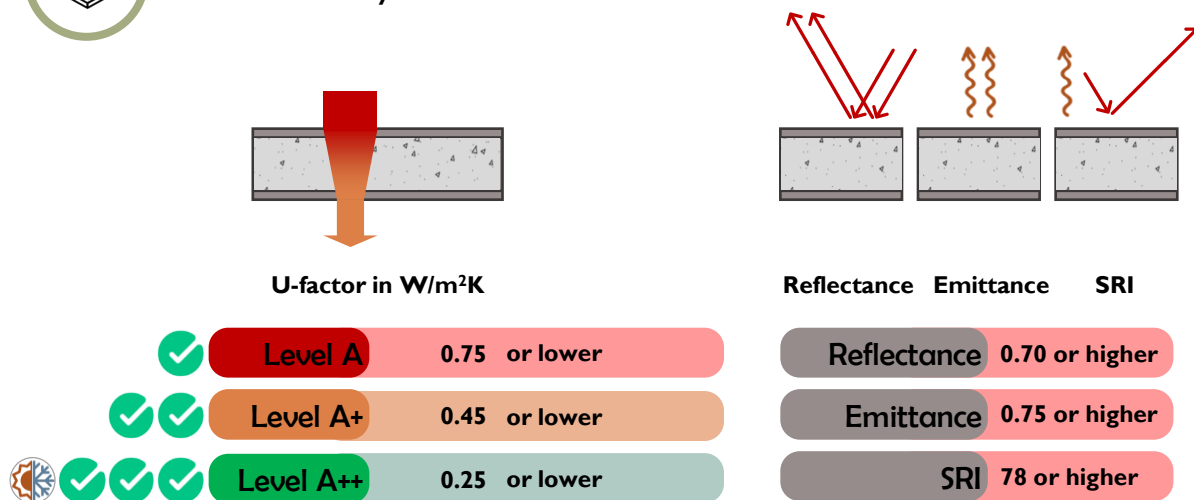 U-factor in W/m²K
Reflectance Emittance SRI
Level A 0.75 or lower
Reflectance 0.70 or higher
Level A+ 0.45 or lower
Emittance 0.75 or higher
Level A++ 0.25 or lower
SRI 78 or higher